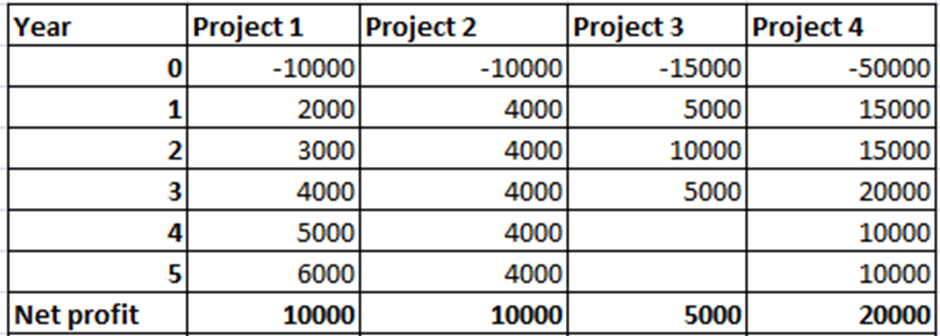 Year Project 1 Project 2 Project 3 Project 4
0 -10000 -10000 -15000 -50000
1 2000 4000 5000 15000
2 3000 4000 10000 15000
3 4000 4000 5000 20000
4 5000 4000 10000
5 6000 4000 10000
Net profit 10000 10000 5000 20000